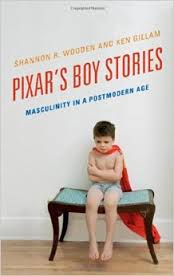 SHANNON R. WOODEN AND KEN GILLAM
PIXAR'S BOY STORIES
MASCULINITY IN A POSTMODERN AGE